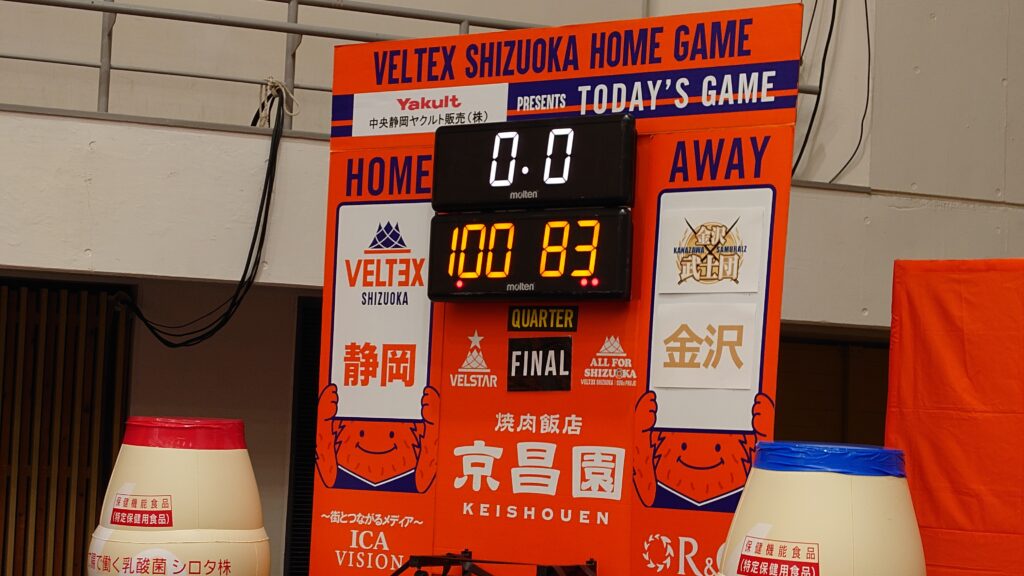 VELTEX SHIZUOKA HOME GAME
Yakult
中央静岡ヤクルト販売(株)
PRESENTS TODAY'S GAME
HOME
AWAY
0.0
molten
100 83
molten
VELTEX
SHIZUOKA
静岡
金沢
KANAZAWA SAMURAIZ
武士団
金沢
QUARTER
FINAL
VELSTAR
ALL FOR
SHIZUOKA
焼肉飯店
京昌園
KEISHOUEN
～街とつながるメディア～
ICA
VISION
R&
保健機能食品
(特定保健用食品)
で働く乳酸菌 シロタ株
保健機能食品
(特定保健用食品)